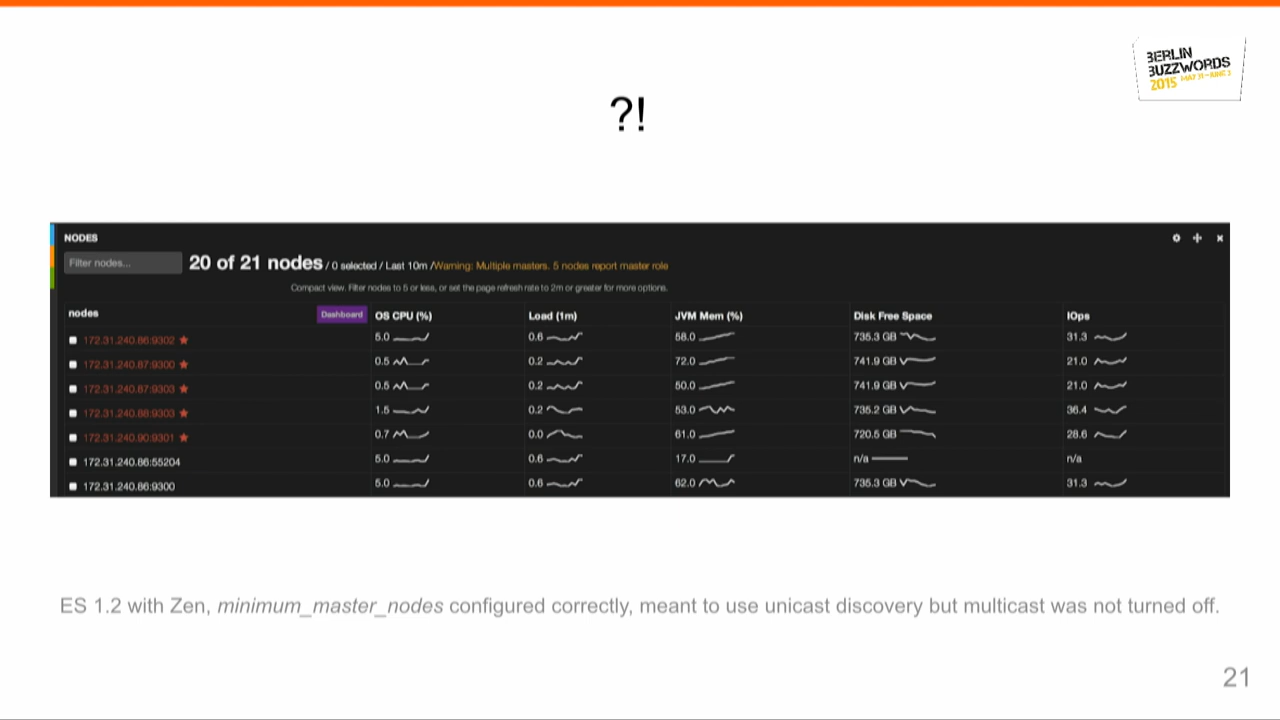 BERLIN
BUZZWORDS
2015 MAY 31-JUNE 3
?!
NODES
Filter nodes... 20 of 21 nodes / 0 selected / Last 10m /Warning: Multiple masters. 5 nodes report master role
Compact view. Filter nodes to 5 or less, or set the page refresh rate to 2m or greater for more options.
nodes Dashboard OS CPU (%) Load (1m) JVM Mem (%) Disk Free Space IOps
172.31.240.86:9302 ★ 5.0 0.6 58.0 735.3 GB 31.3
172.31.240.87:9300 ★ 0.5 0.2 72.0 741.9 GB 21.0
172.31.240.87:9303 ★ 0.5 0.2 50.0 741.9 GB 21.0
172.31.240.88:9303 ★ 1.5 0.2 53.0 735.2 GB 36.4
172.31.240.90:9301 ★ 0.7 0.0 61.0 720.5 GB 28.6
172.31.240.86:55204 5.0 0.6 17.0 n/a n/a
172.31.240.86:9300 5.0 0.6 62.0 735.3 GB 31.3
ES 1.2 with Zen, minimum_master_nodes configured correctly, meant to use unicast discovery but multicast was not turned off.
21